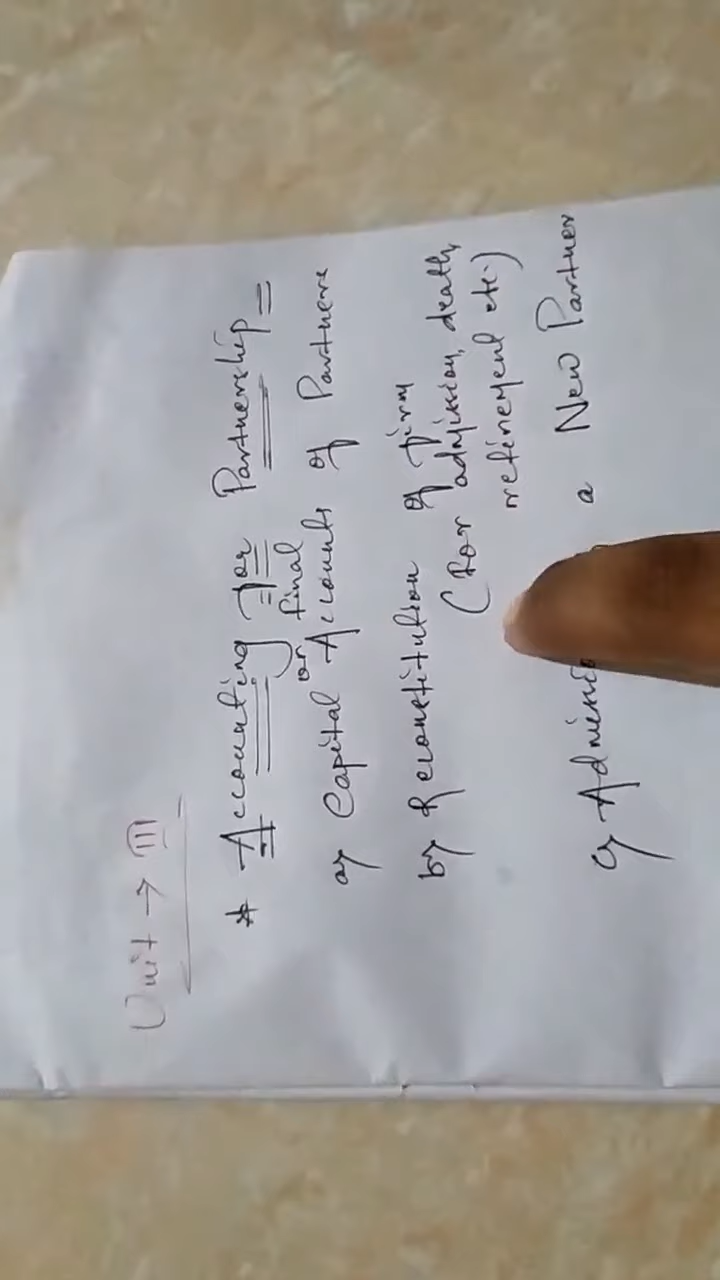 Unit → III
* Accounting for Partnership
or final
a) Capital Accounts of Partners
b) Reconstitution of firm
(for admission, death,
retirement etc.)
c) a New Partner